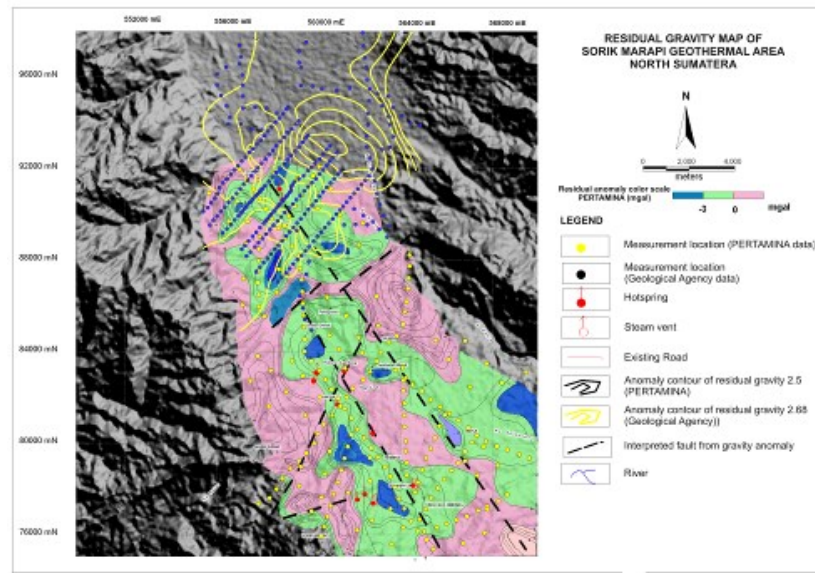 552000 mE 556000 mE 560000 mE 564000 mE 568000 mE
96000 mN
92000 mN
88000 mN
84000 mN
80000 mN
76000 mN
RESIDUAL GRAVITY MAP OF
SORIK MARAPI GEOTHERMAL AREA
NORTH SUMATERA
N
0 2,000 4,000
meters
Residual anomaly color scale
PERTAMINA (mgal)
-3 0 mgal
LEGEND
Measurement location (PERTAMINA data)
Measurement location
(Geological Agency data)
Hotspring
Steam vent
Existing Road
Anomaly contour of residual gravity 2.5
(PERTAMINA)
Anomaly contour of residual gravity 2.68
(Geological Agency))
Interpreted fault from gravity anomaly
River